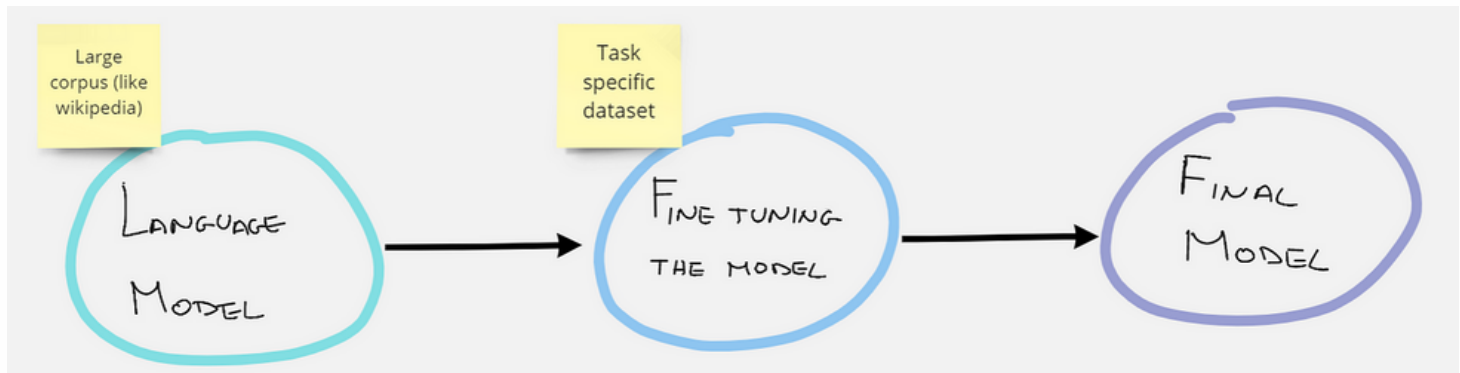 Large
corpus (like
wikipedia)
Task
specific
dataset
LANGUAGE
MODEL
FINE TUNING
THE MODEL
FINAL
MODEL